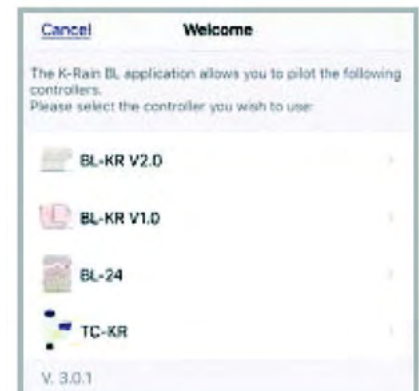 Cancel Welcome
The K-Rain BL application allows you to pilot the following
controllers.
Please select the controller you wish to use:
BL-KR V2.0
BL-KR V1.0
BL-24
TC-KR
V. 3.0.1